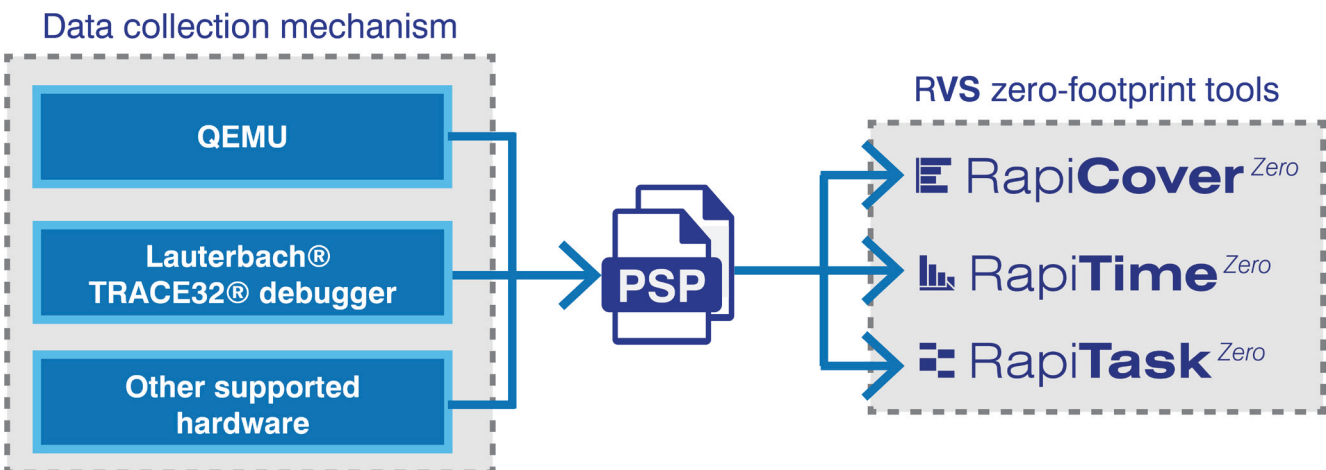 Data collection mechanism
QEMU
Lauterbach®
TRACE32® debugger
Other supported
hardware
PSP
RVS zero-footprint tools
RapiCover Zero
RapiTime Zero
RapiTask Zero